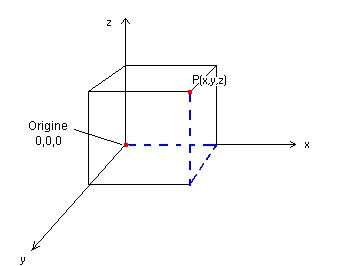 z
P(x,y,z)
Origine
0,0,0
x
y